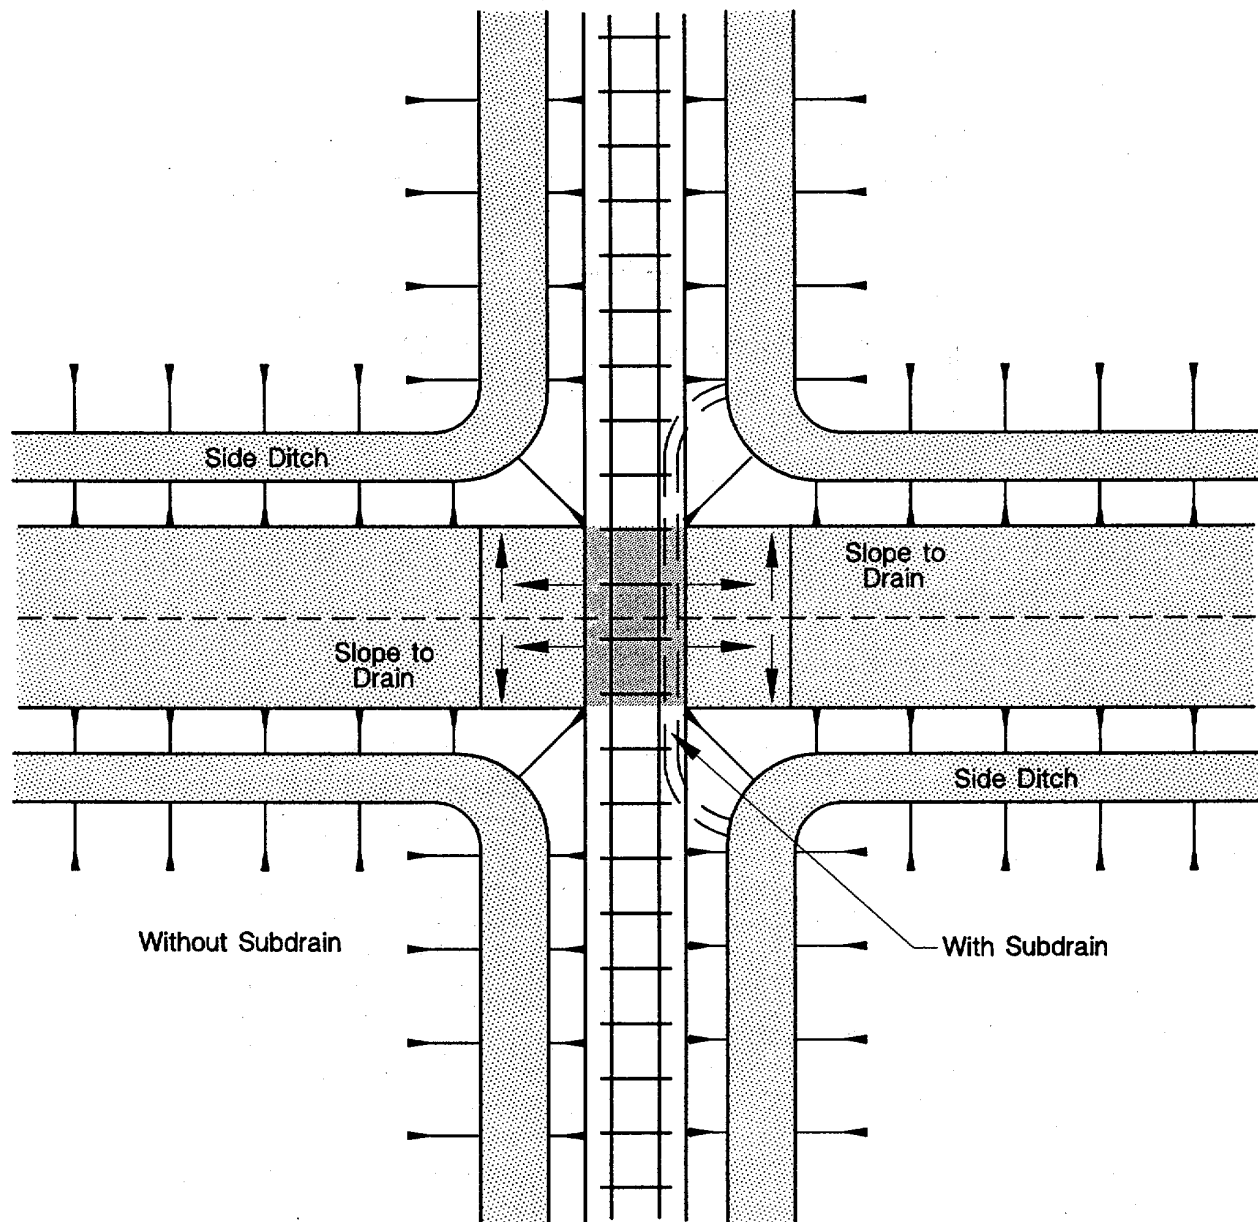 Side Ditch
Slope to
Drain
Slope to
Drain
Side Ditch
Without Subdrain
With Subdrain